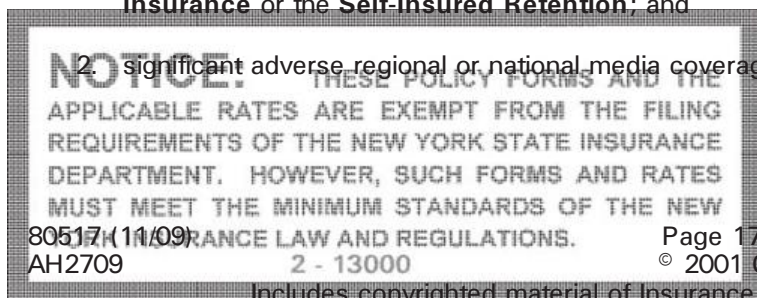 Insurance or the Self-Insured Retention; and
2. significant adverse regional or national media coverag
NOTICE: THESE POLICY FORMS AND THE
APPLICABLE RATES ARE EXEMPT FROM THE FILING
REQUIREMENTS OF THE NEW YORK STATE INSURANCE
DEPARTMENT. HOWEVER, SUCH FORMS AND RATES
MUST MEET THE MINIMUM STANDARDS OF THE NEW
YORK INSURANCE LAW AND REGULATIONS.
80517 (11/09) Page 17
AH2709 2 - 13000 © 2001
Includes copyrighted material of Insurance